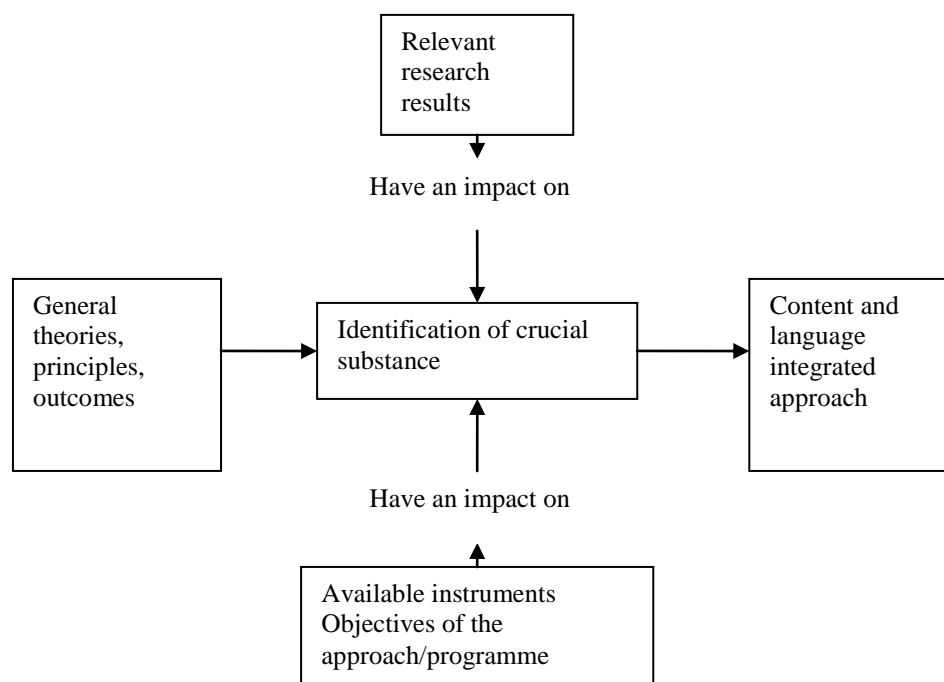 Relevant
research
results
Have an impact on
General
theories,
principles,
outcomes
Identification of crucial
substance
Content and
language
integrated
approach
Have an impact on
Available instruments
Objectives of the
approach/programme